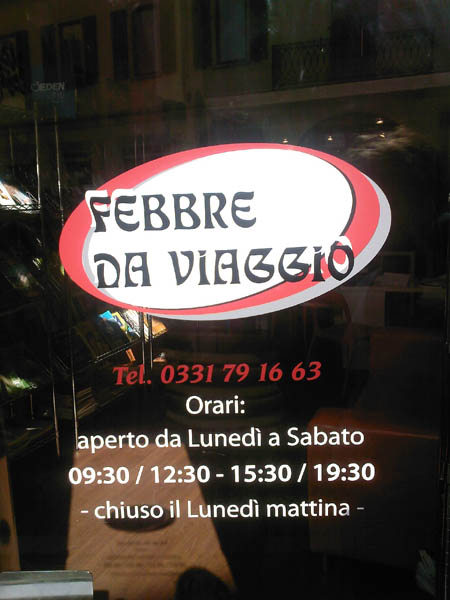 EDEN
FEBBRE
DA VIAGGIO
Tel. 0331 79 16 63
Orari:
aperto da Lunedì a Sabato
09:30 / 12:30 - 15:30 / 19:30
- chiuso il Lunedì mattina -